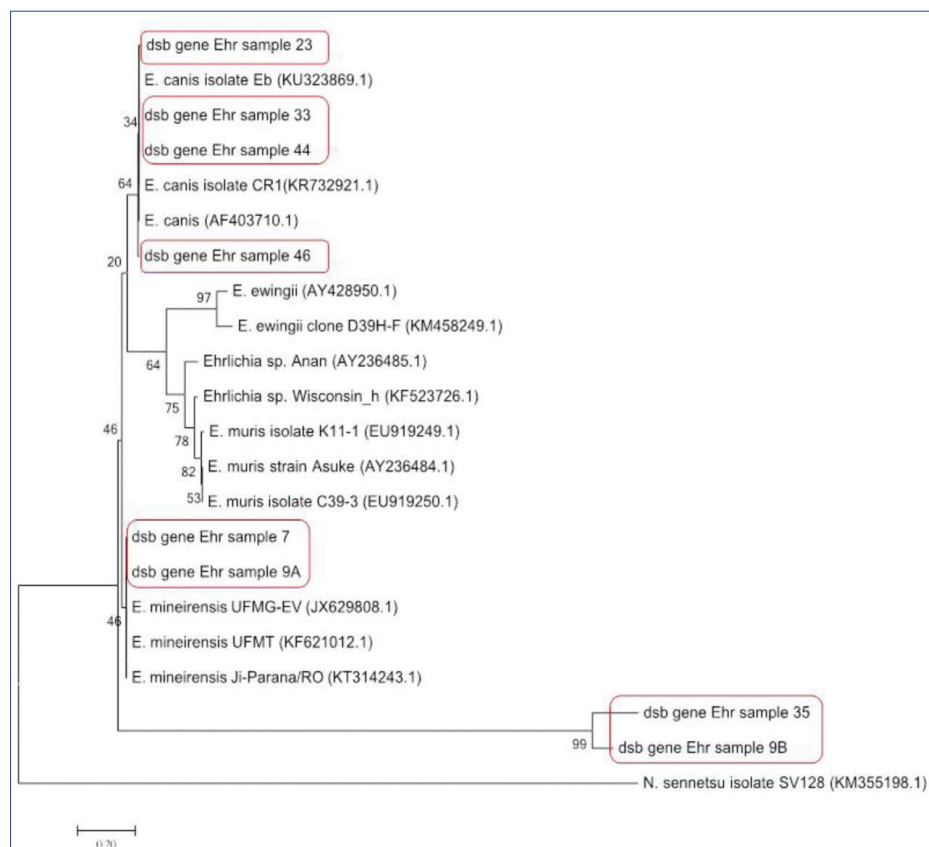 dsb gene Ehr sample 23
E. canis isolate Eb (KU323869.1)
dsb gene Ehr sample 33
34
dsb gene Ehr sample 44
64
E. canis isolate CR1(KR732921.1)
E. canis (AF403710.1)
dsb gene Ehr sample 46
20
97
E. ewingii (AY428950.1)
E. ewingii clone D39H-F (KM458249.1)
64
Ehrlichia sp. Anan (AY236485.1)
75
Ehrlichia sp. Wisconsin_h (KF523726.1)
46
78
E. muris isolate K11-1 (EU919249.1)
82
E. muris strain Asuke (AY236484.1)
53
E. muris isolate C39-3 (EU919250.1)
dsb gene Ehr sample 7
dsb gene Ehr sample 9A
E. mineirensis UFMG-EV (JX629808.1)
46
E. mineirensis UFMT (KF621012.1)
E. mineirensis Ji-Parana/RO (KT314243.1)
dsb gene Ehr sample 35
99
dsb gene Ehr sample 9B
N. sennetsu isolate SV128 (KM355198.1)
0.20